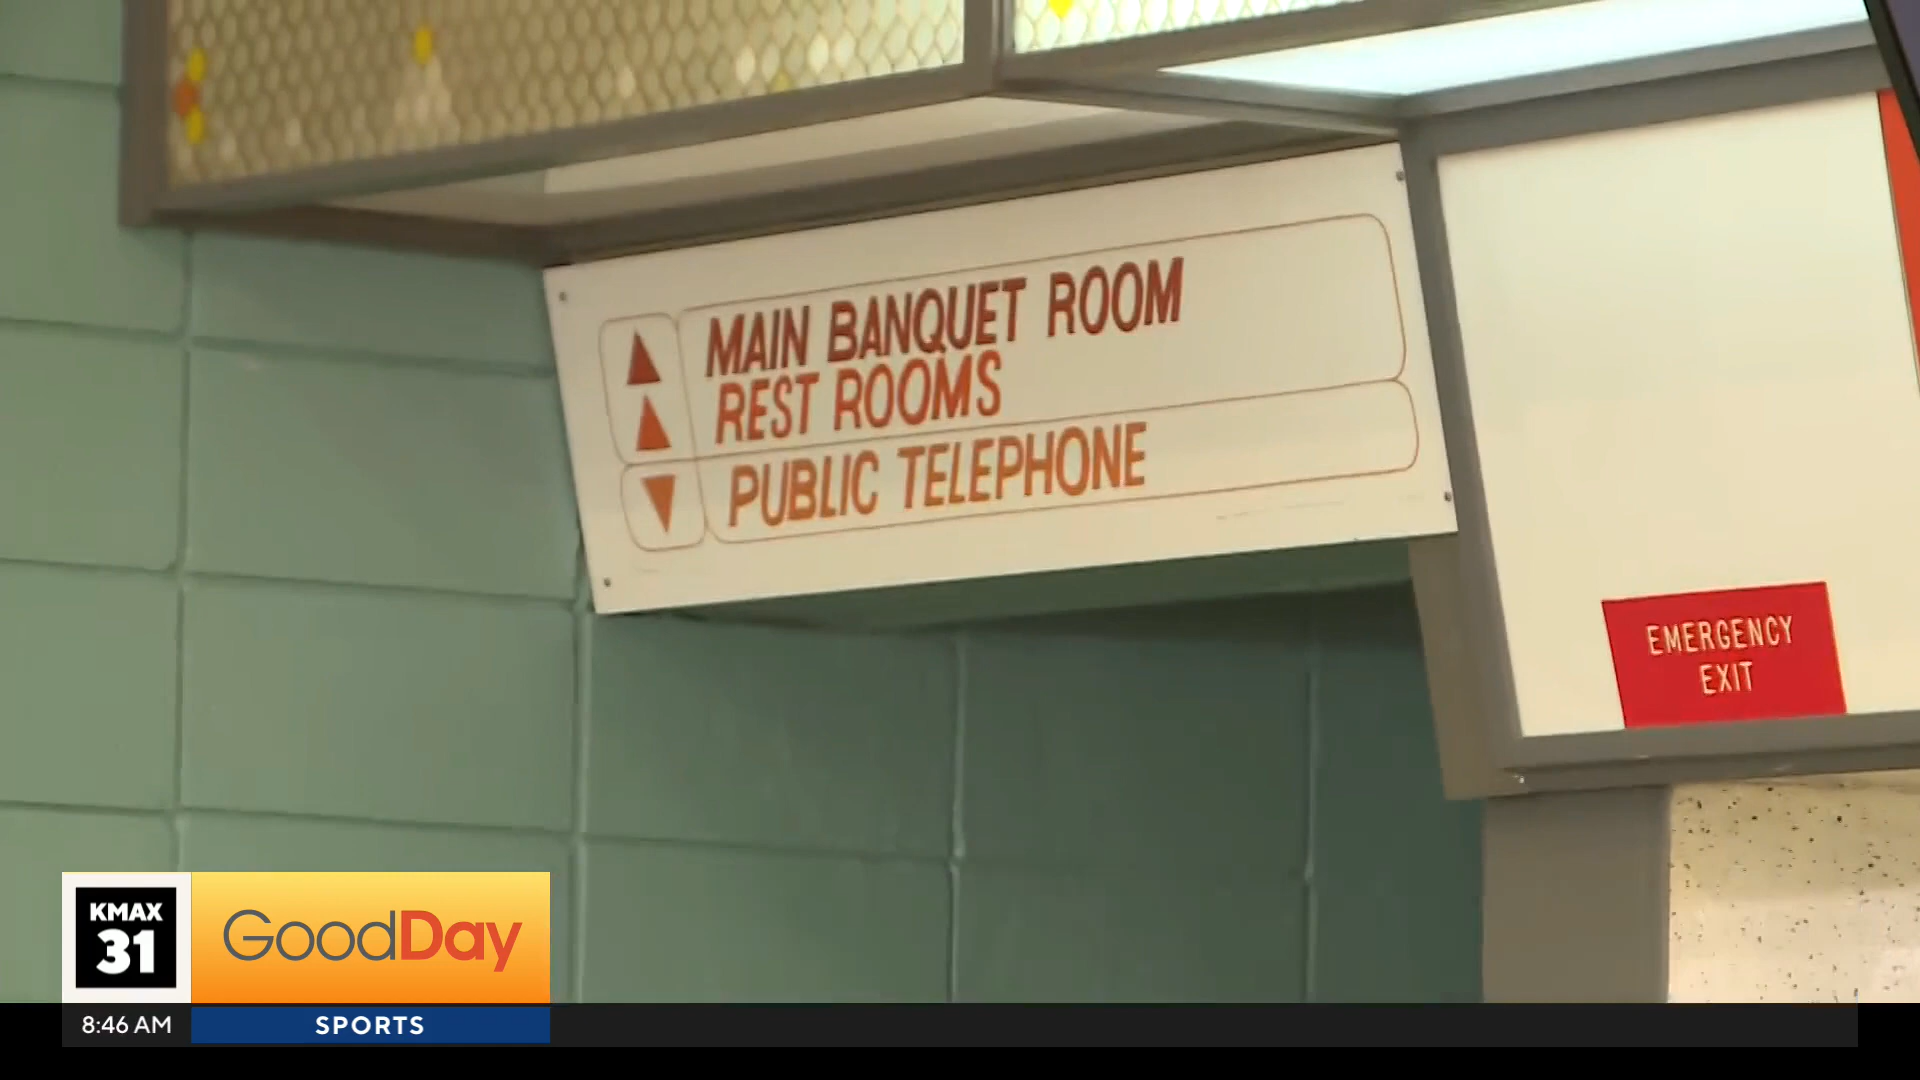 MAIN BANQUET ROOM
REST ROOMS
PUBLIC TELEPHONE
EMERGENCY
EXIT
KMAX
31
GoodDay
8:46 AM
SPORTS